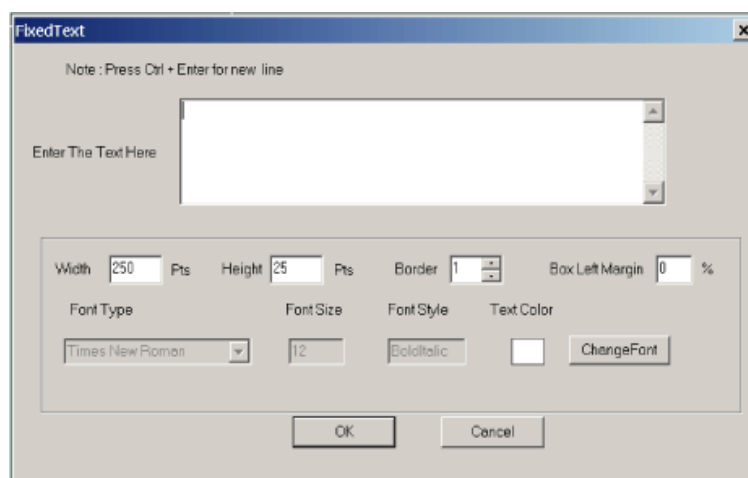 FixedText
Note : Press Ctrl + Enter for new line
Enter The Text Here
Width 250 Pts Height 25 Pts Border 1 Box Left Margin 0 %
Font Type Font Size Font Style Text Color
Times New Roman 12 BoldItalic ChangeFont
OK Cancel